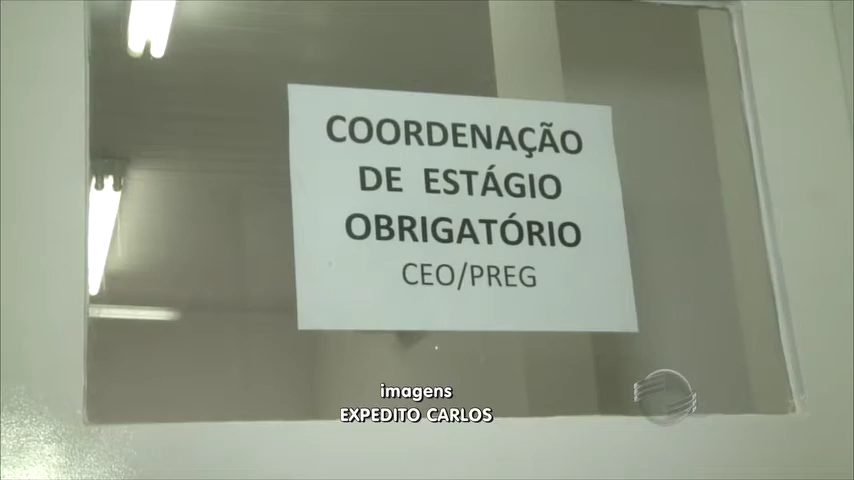 COORDENAÇÃO
DE ESTÁGIO
OBRIGATÓRIO
CEO/PREG
imagens
EXPEDITO CARLOS